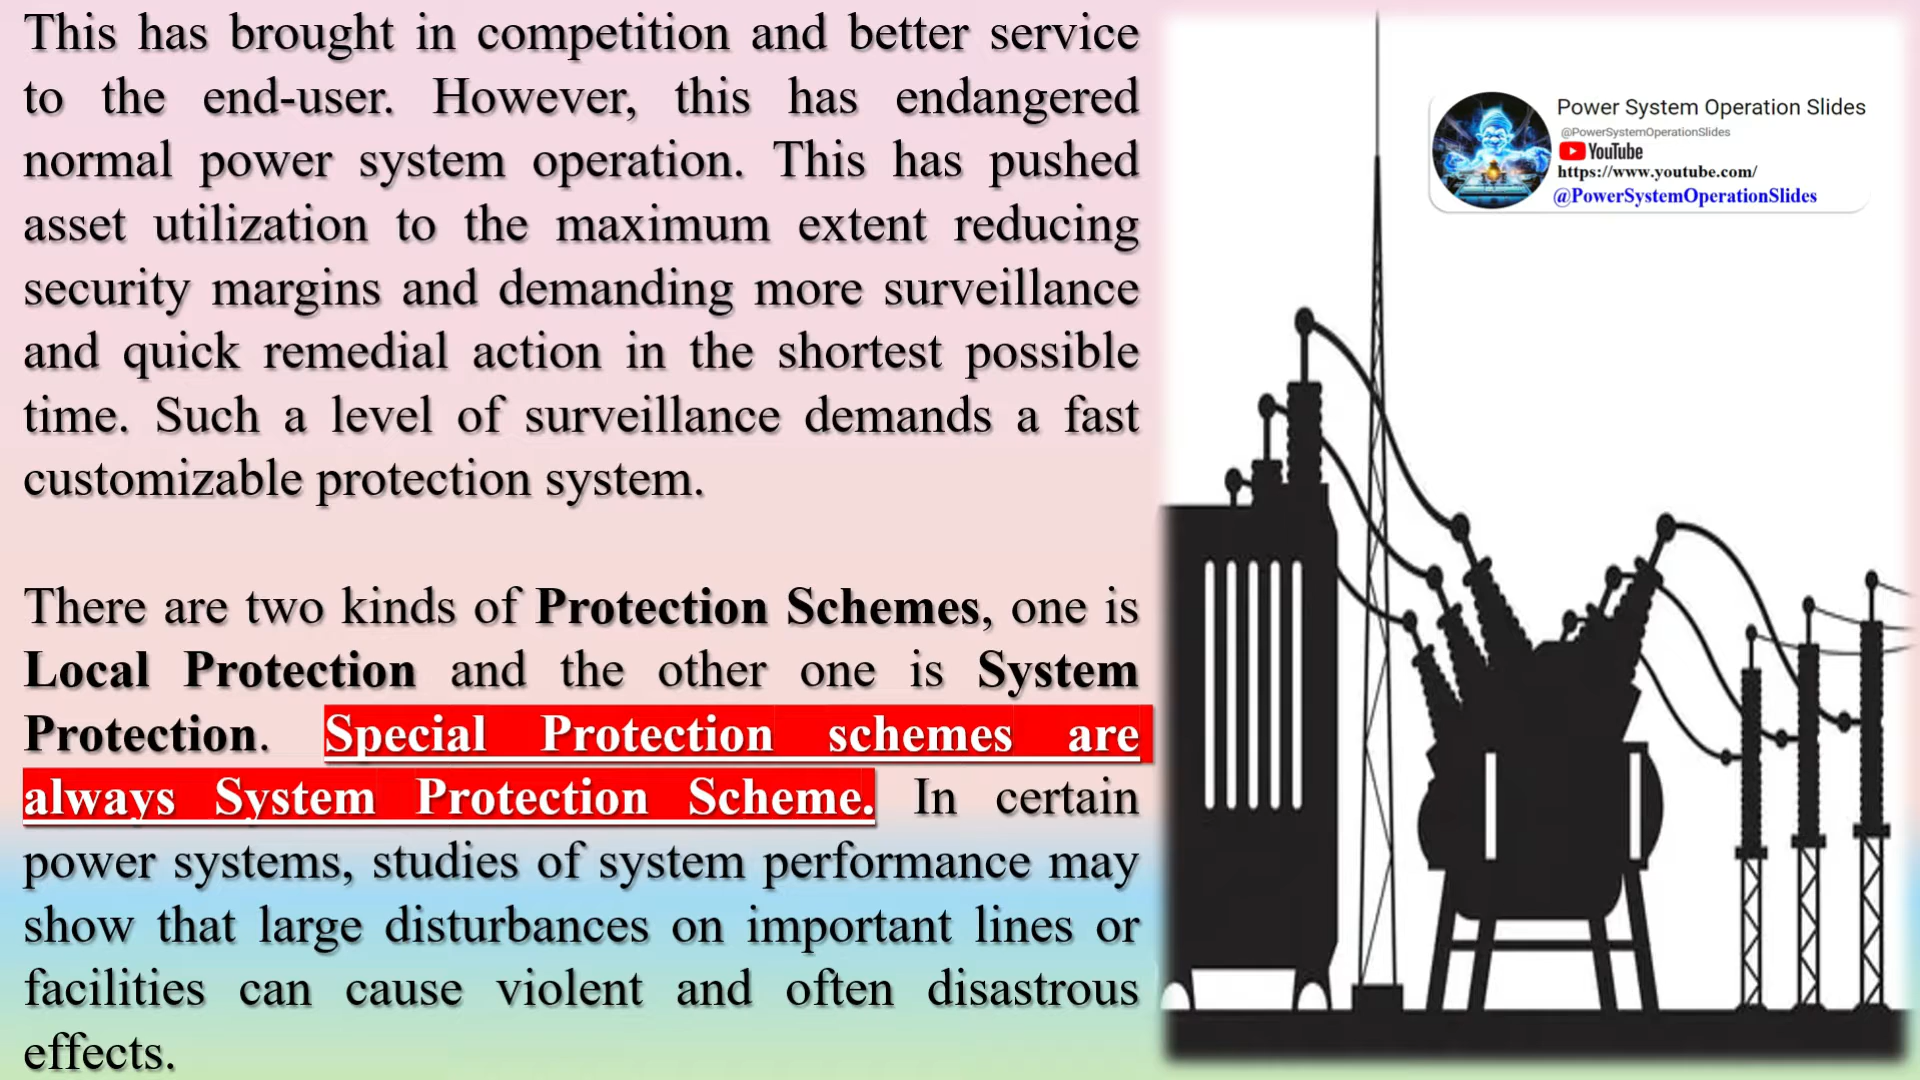 This has brought in competition and better service
to the end-user. However, this has endangered
normal power system operation. This has pushed
asset utilization to the maximum extent reducing
security margins and demanding more surveillance
and quick remedial action in the shortest possible
time. Such a level of surveillance demands a fast
customizable protection system.
There are two kinds of Protection Schemes, one is
Local Protection and the other one is System
Protection. Special Protection schemes are
always System Protection Scheme. In certain
power systems, studies of system performance may
show that large disturbances on important lines or
facilities can cause violent and often disastrous
effects.
Power System Operation Slides
@PowerSystemOperationSlides
YouTube
https://www.youtube.com/
@PowerSystemOperationSlides